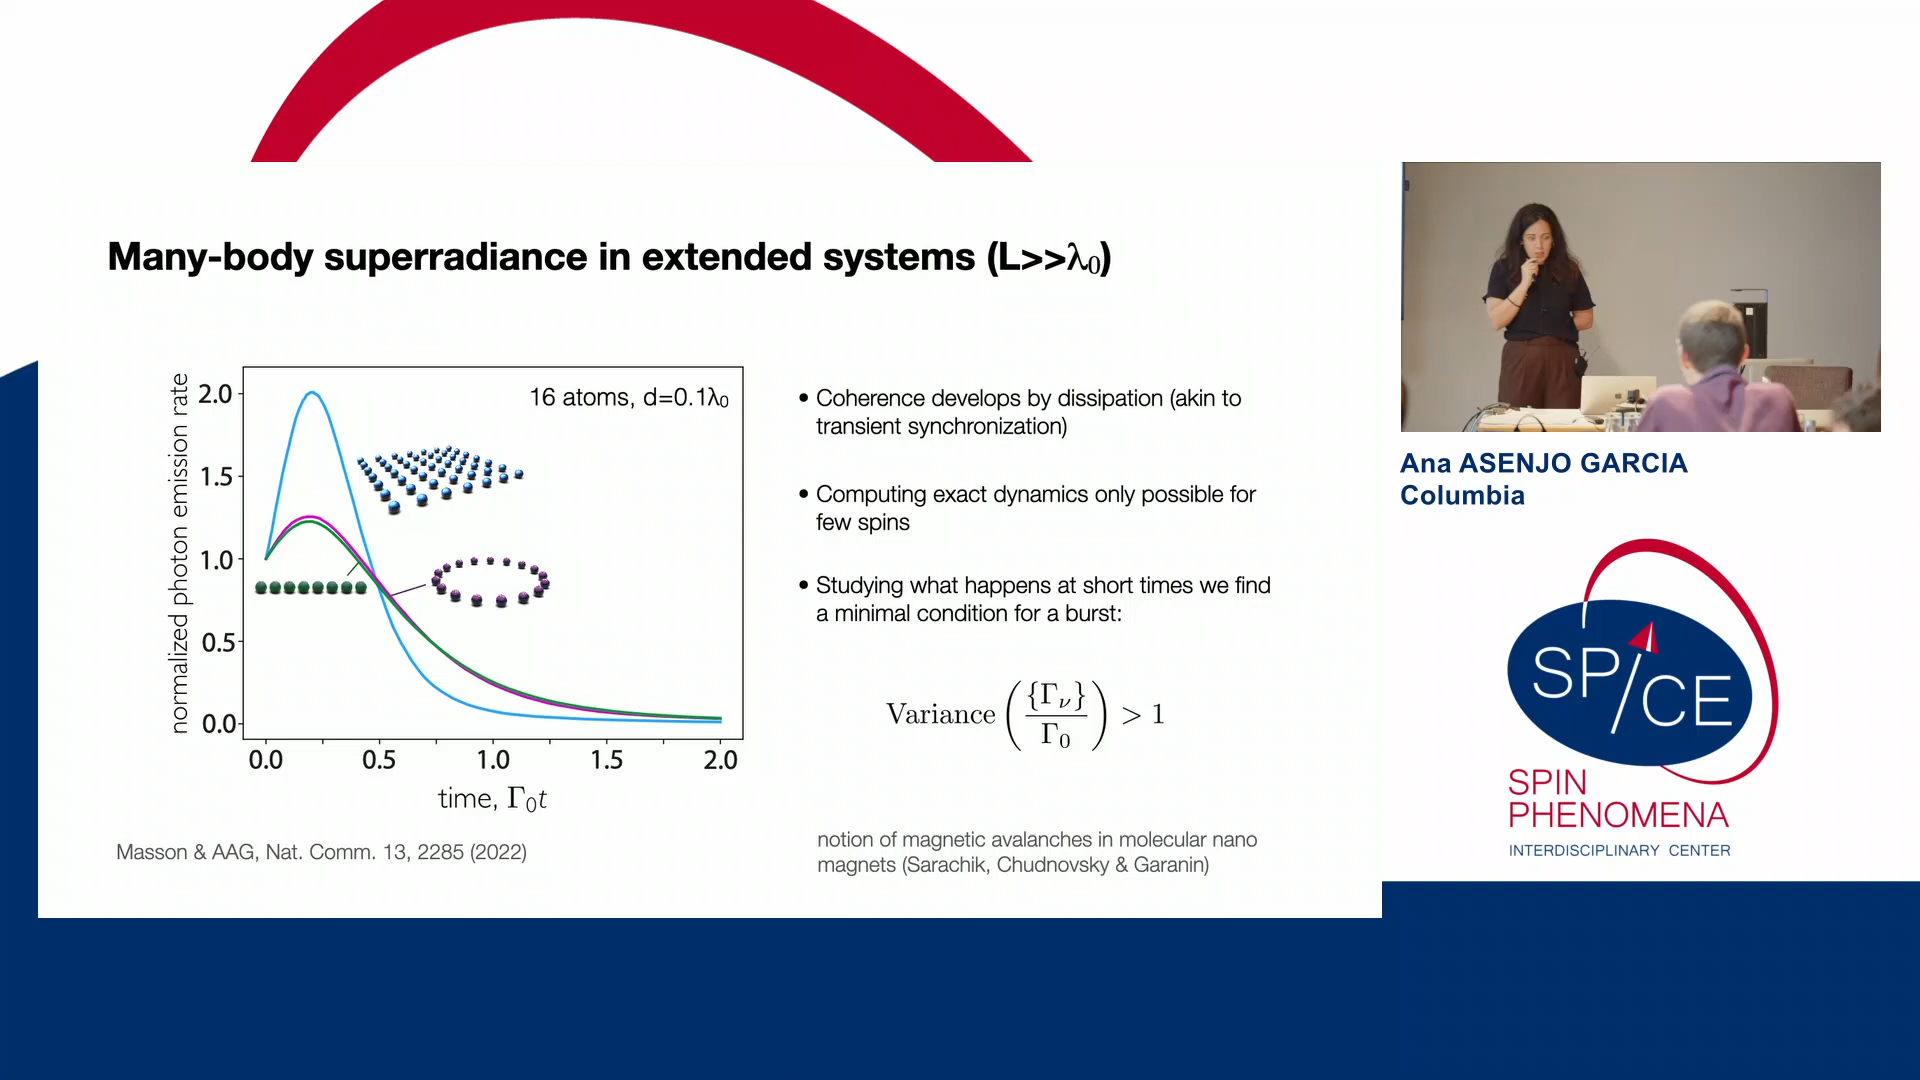 Many-body superradiance in extended systems (L>>λ₀)
normalized photon emission rate
2.0
1.5
1.0
0.5
0.0
16 atoms, d=0.1λ₀
0.0 0.5 1.0 1.5 2.0
time, Γ₀t
Masson & AAG, Nat. Comm. 13, 2285 (2022)
• Coherence develops by dissipation (akin to
transient synchronization)
• Computing exact dynamics only possible for
few spins
• Studying what happens at short times we find
a minimal condition for a burst:
Variance ( {Γ_ν} / Γ₀ ) > 1
notion of magnetic avalanches in molecular nano
magnets (Sarachik, Chudnovsky & Garanin)
Ana ASENJO GARCIA
Columbia
SPICE
SPIN
PHENOMENA
INTERDISCIPLINARY CENTER